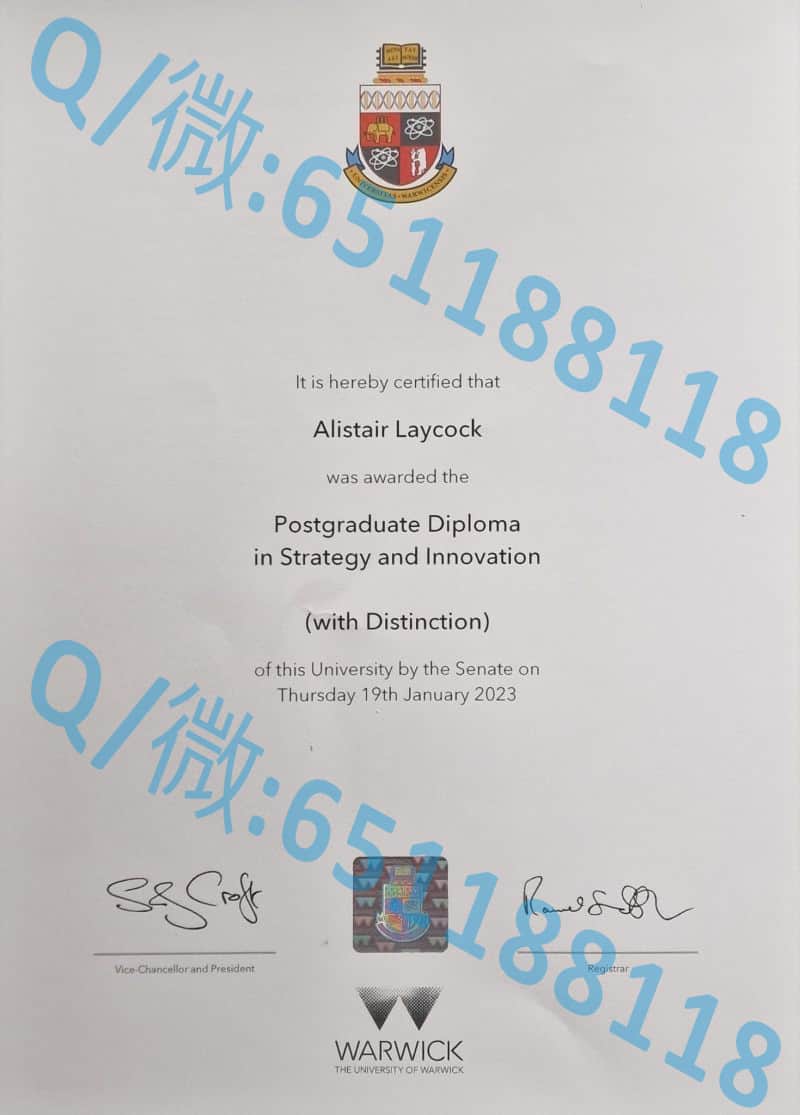 Q/微:651188118
UNIVERSITAS WARWICENSIS
It is hereby certified that
Alistair Laycock
was awarded the
Postgraduate Diploma
in Strategy and Innovation
(with Distinction)
of this University by the Senate on
Thursday 19th January 2023
Q/微:651188118
Vice-Chancellor and President
Registrar
WARWICK
THE UNIVERSITY OF WARWICK